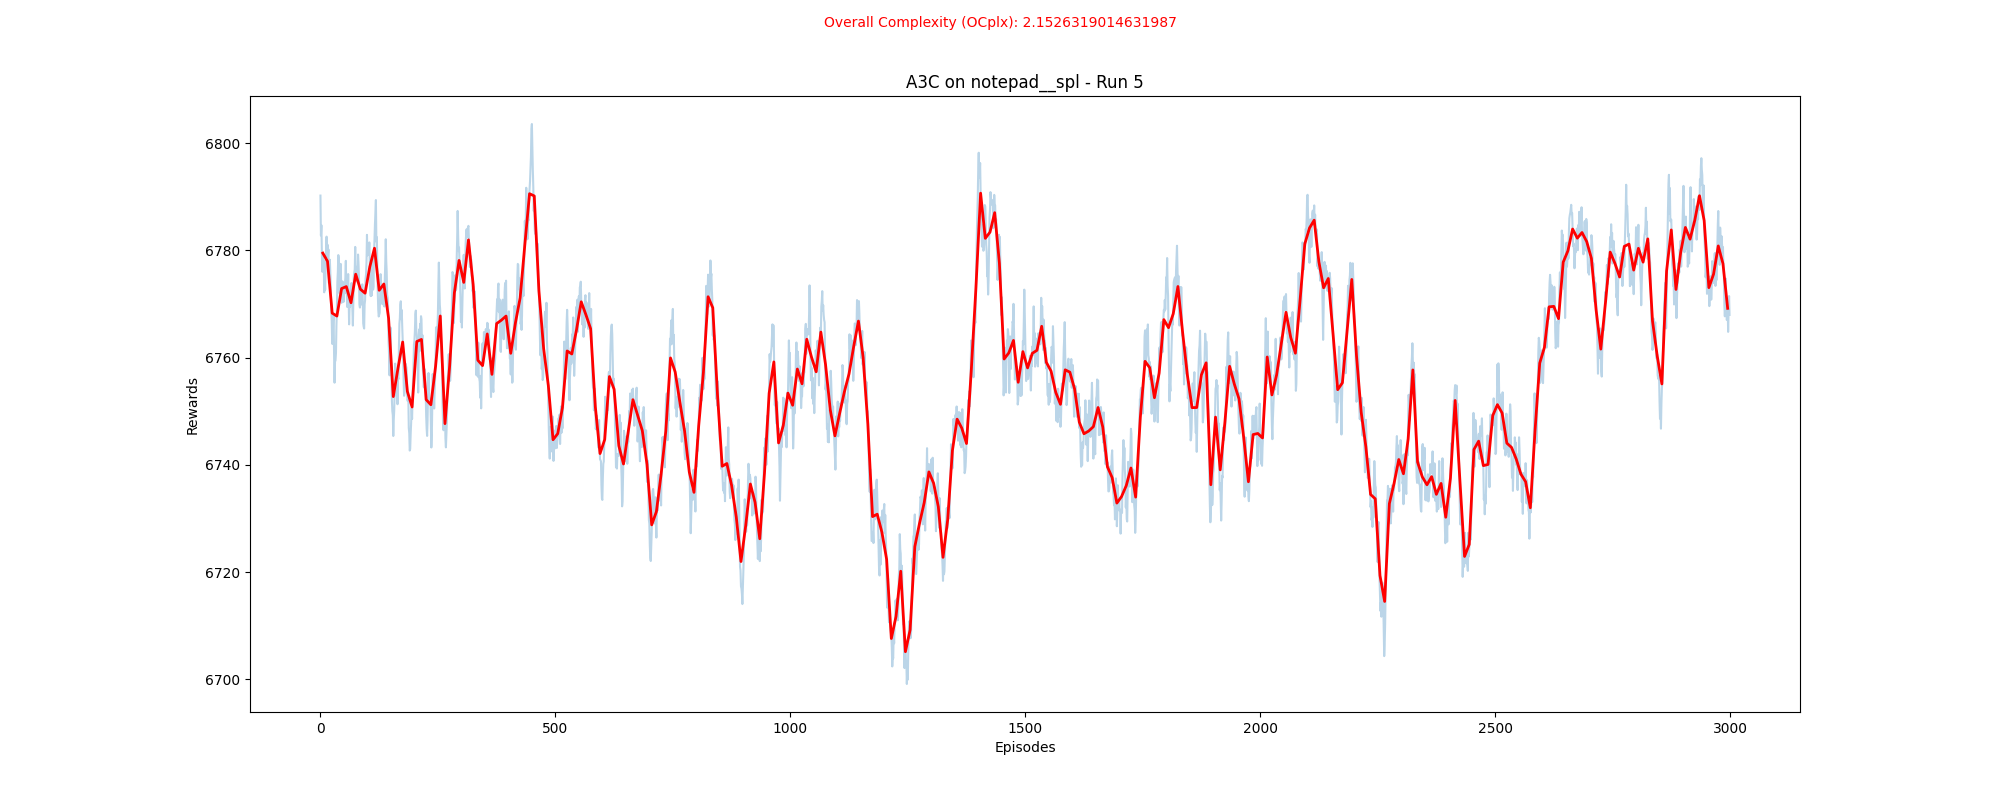 Overall Complexity (OCplx): 2.1526319014631987
A3C on notepad__spl - Run 5
6800
6780
6760
6740
6720
6700
Rewards
0 500 1000 1500 2000 2500 3000
Episodes